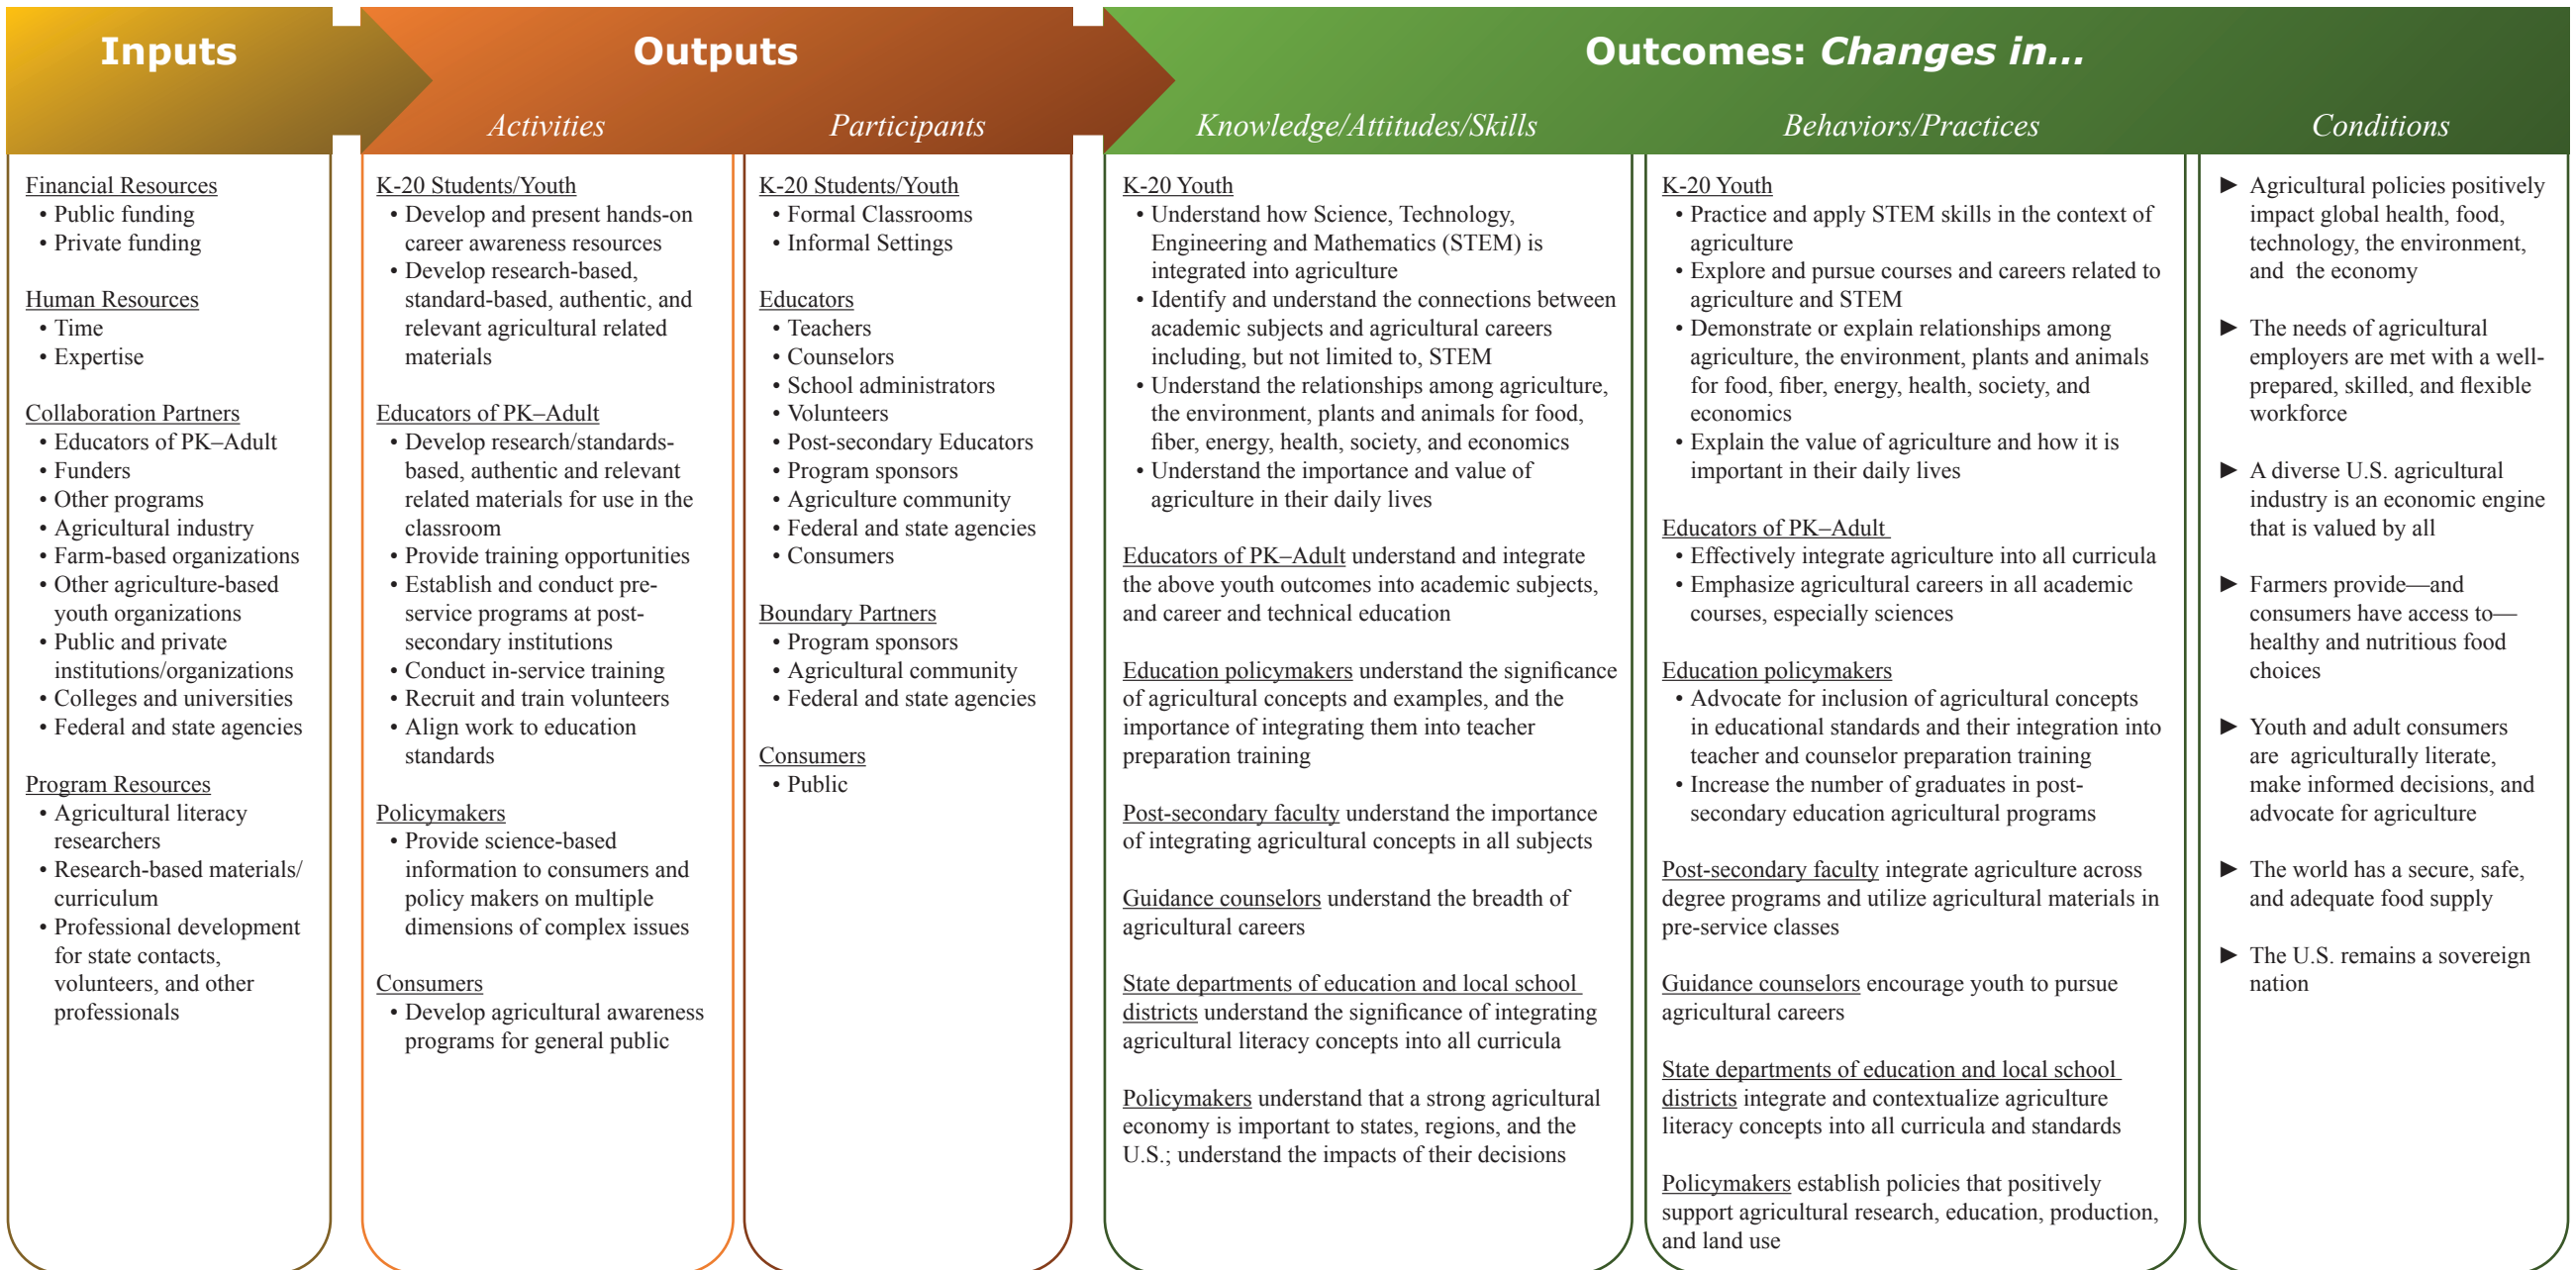 Inputs
Outputs
Outcomes: Changes in...
Activities
Participants
Knowledge/Attitudes/Skills
Behaviors/Practices
Conditions
Financial Resources
• Public funding
• Private funding
Human Resources
• Time
• Expertise
Collaboration Partners
• Educators of PK–Adult
• Funders
• Other programs
• Agricultural industry
• Farm-based organizations
• Other agriculture-based
youth organizations
• Public and private
institutions/organizations
• Colleges and universities
• Federal and state agencies
Program Resources
• Agricultural literacy
researchers
• Research-based materials/
curriculum
• Professional development
for state contacts,
volunteers, and other
professionals
K-20 Students/Youth
• Develop and present hands-on
career awareness resources
• Develop research-based,
standard-based, authentic, and
relevant agricultural related
materials
Educators of PK–Adult
• Develop research/standards-
based, authentic and relevant
related materials for use in the
classroom
• Provide training opportunities
• Establish and conduct pre-
service programs at post-
secondary institutions
• Conduct in-service training
• Recruit and train volunteers
• Align work to education
standards
Policymakers
• Provide science-based
information to consumers and
policy makers on multiple
dimensions of complex issues
Consumers
• Develop agricultural awareness
programs for general public
K-20 Students/Youth
• Formal Classrooms
• Informal Settings
Educators
• Teachers
• Counselors
• School administrators
• Volunteers
• Post-secondary Educators
• Program sponsors
• Agriculture community
• Federal and state agencies
• Consumers
Boundary Partners
• Program sponsors
• Agricultural community
• Federal and state agencies
Consumers
• Public
K-20 Youth
• Understand how Science, Technology,
Engineering and Mathematics (STEM) is
integrated into agriculture
• Identify and understand the connections between
academic subjects and agricultural careers
including, but not limited to, STEM
• Understand the relationships among agriculture,
the environment, plants and animals for food,
fiber, energy, health, society, and economics
• Understand the importance and value of
agriculture in their daily lives
Educators of PK–Adult understand and integrate
the above youth outcomes into academic subjects,
and career and technical education
Education policymakers understand the significance
of agricultural concepts and examples, and the
importance of integrating them into teacher
preparation training
Post-secondary faculty understand the importance
of integrating agricultural concepts in all subjects
Guidance counselors understand the breadth of
agricultural careers
State departments of education and local school
districts understand the significance of integrating
agricultural literacy concepts into all curricula
Policymakers understand that a strong agricultural
economy is important to states, regions, and the
U.S.; understand the impacts of their decisions
K-20 Youth
• Practice and apply STEM skills in the context of
agriculture
• Explore and pursue courses and careers related to
agriculture and STEM
• Demonstrate or explain relationships among
agriculture, the environment, plants and animals
for food, fiber, energy, health, society, and
economics
• Explain the value of agriculture and how it is
important in their daily lives
Educators of PK–Adult
• Effectively integrate agriculture into all curricula
• Emphasize agricultural careers in all academic
courses, especially sciences
Education policymakers
• Advocate for inclusion of agricultural concepts
in educational standards and their integration into
teacher and counselor preparation training
• Increase the number of graduates in post-
secondary education agricultural programs
Post-secondary faculty integrate agriculture across
degree programs and utilize agricultural materials in
pre-service classes
Guidance counselors encourage youth to pursue
agricultural careers
State departments of education and local school
districts integrate and contextualize agriculture
literacy concepts into all curricula and standards
Policymakers establish policies that positively
support agricultural research, education, production,
and land use
► Agricultural policies positively
impact global health, food,
technology, the environment,
and the economy
► The needs of agricultural
employers are met with a well-
prepared, skilled, and flexible
workforce
► A diverse U.S. agricultural
industry is an economic engine
that is valued by all
► Farmers provide—and
consumers have access to—
healthy and nutritious food
choices
► Youth and adult consumers
are agriculturally literate,
make informed decisions, and
advocate for agriculture
► The world has a secure, safe,
and adequate food supply
► The U.S. remains a sovereign
nation